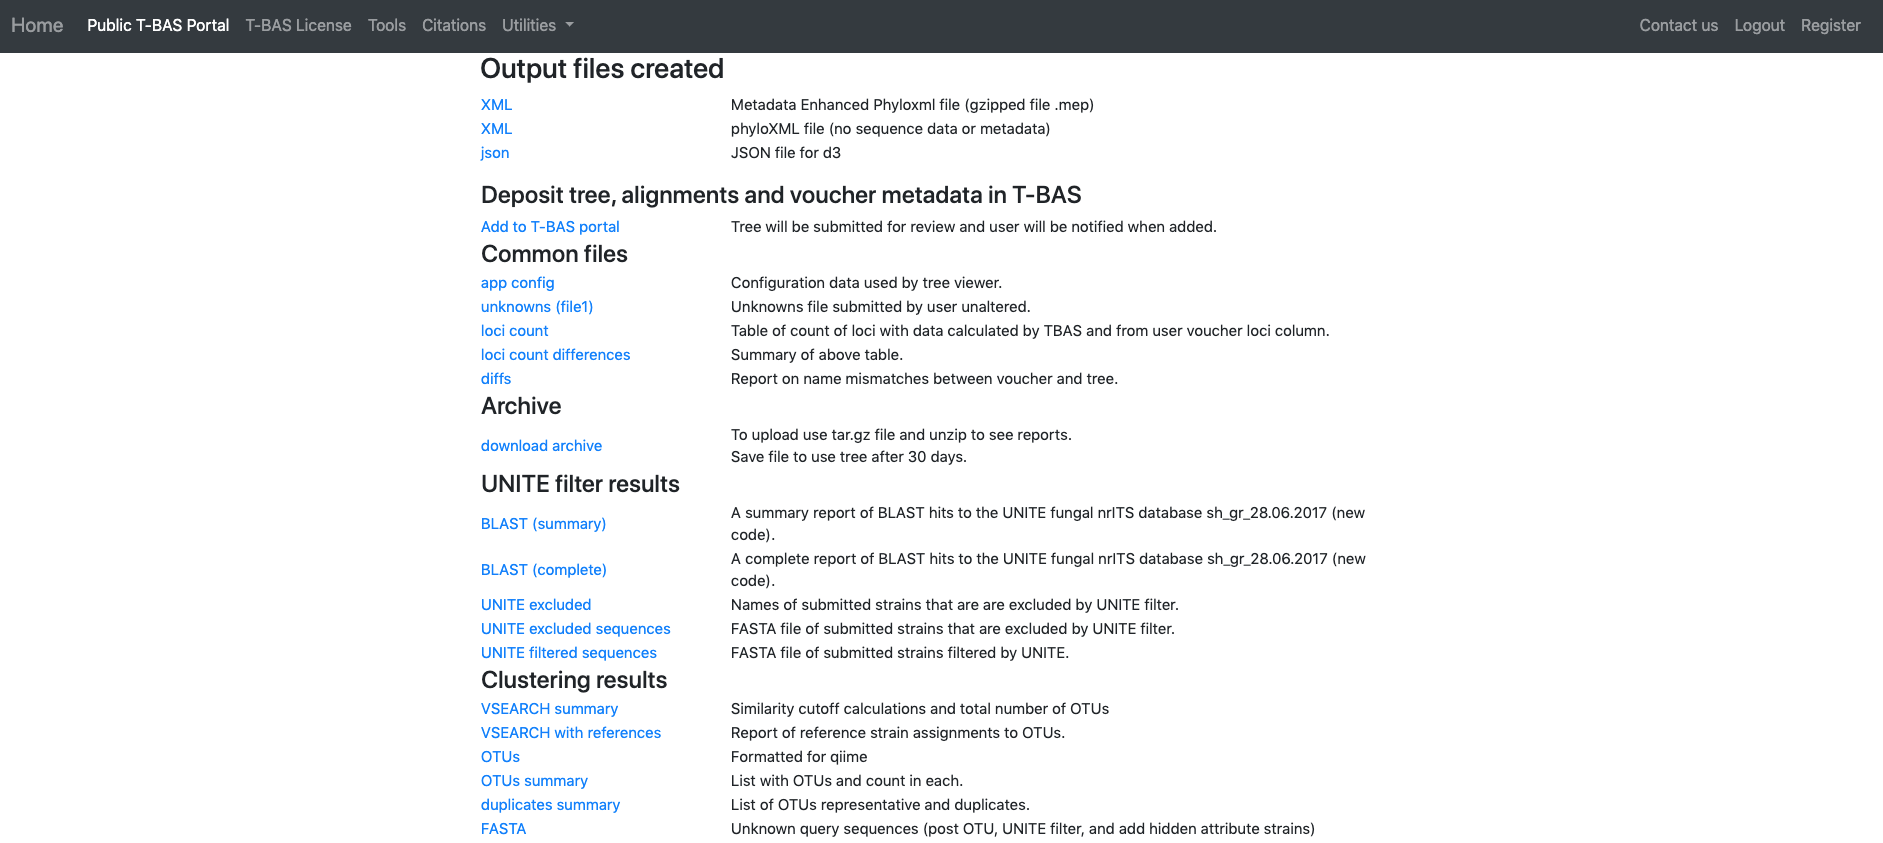 Home Public T-BAS Portal T-BAS License Tools Citations Utilities Contact us Logout Register
Output files created
XML Metadata Enhanced Phyloxml file (gzipped file .mep)
XML phyloXML file (no sequence data or metadata)
json JSON file for d3
Deposit tree, alignments and voucher metadata in T-BAS
Add to T-BAS portal Tree will be submitted for review and user will be notified when added.
Common files
app config Configuration data used by tree viewer.
unknowns (file1) Unknowns file submitted by user unaltered.
loci count Table of count of loci with data calculated by TBAS and from user voucher loci column.
loci count differences Summary of above table.
diffs Report on name mismatches between voucher and tree.
Archive
download archive To upload use tar.gz file and unzip to see reports.
Save file to use tree after 30 days.
UNITE filter results
BLAST (summary) A summary report of BLAST hits to the UNITE fungal nrITS database sh_gr_28.06.2017 (new
code).
BLAST (complete) A complete report of BLAST hits to the UNITE fungal nrITS database sh_gr_28.06.2017 (new
code).
UNITE excluded Names of submitted strains that are are excluded by UNITE filter.
UNITE excluded sequences FASTA file of submitted strains that are excluded by UNITE filter.
UNITE filtered sequences FASTA file of submitted strains filtered by UNITE.
Clustering results
VSEARCH summary Similarity cutoff calculations and total number of OTUs
VSEARCH with references Report of reference strain assignments to OTUs.
OTUs Formatted for qiime
OTUs summary List with OTUs and count in each.
duplicates summary List of OTUs representative and duplicates.
FASTA Unknown query sequences (post OTU, UNITE filter, and add hidden attribute strains)